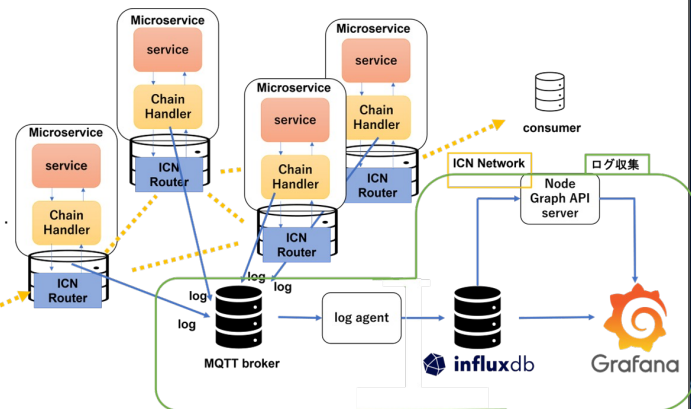 Microservice
service
Chain
Handler
ICN
Router
Microservice
service
Chain
Handler
ICN
Router
Microservice
service
Chain
Handler
ICN
Router
Microservice
service
Chain
Handler
ICN
Router
consumer
ICN Network
ログ収集
Node
Graph API
server
log
log
log
log
MQTT broker
log agent
influxdb
Grafana